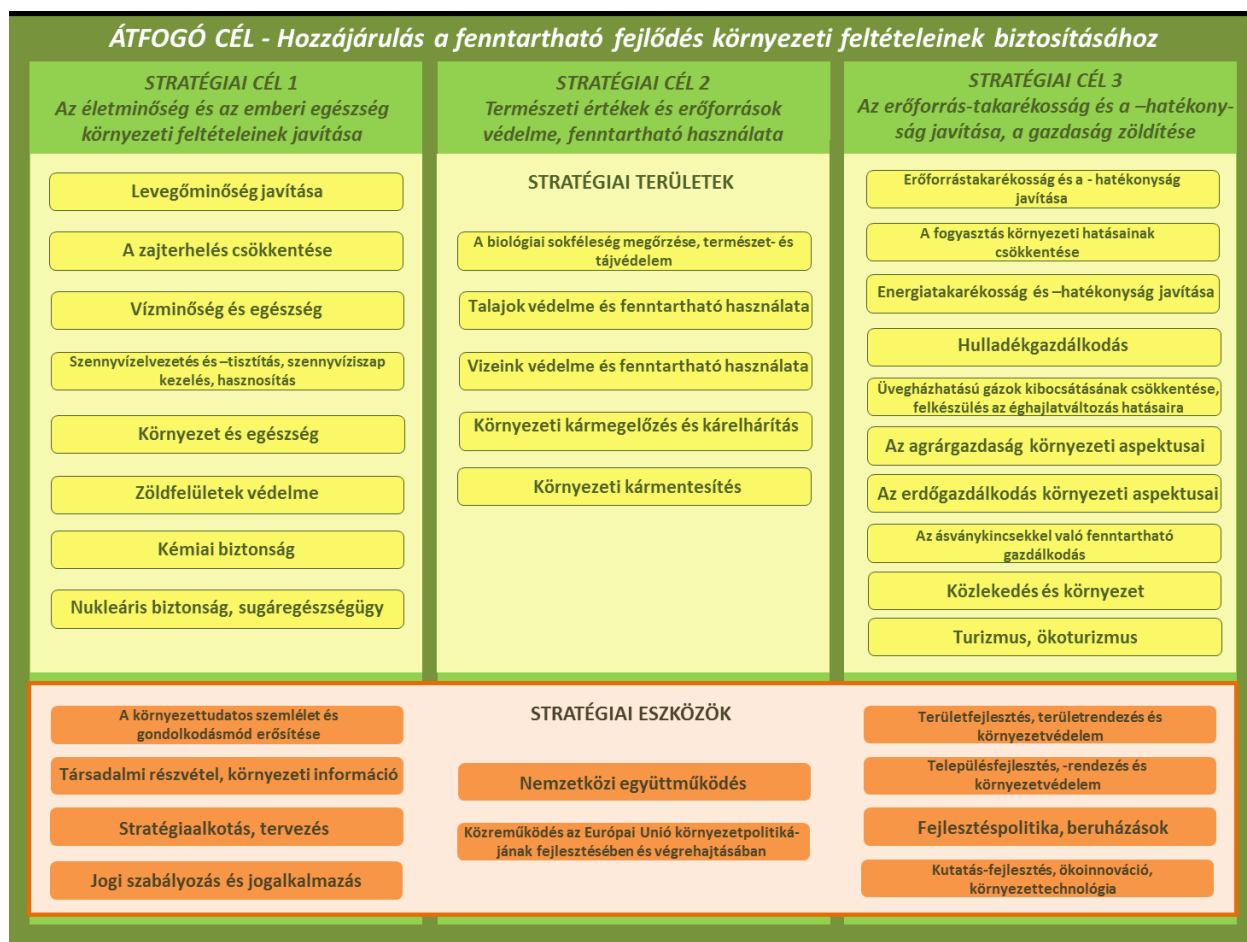 ÁTFOGÓ CÉL - Hozzájárulás a fenntartható fejlődés környezeti feltételeinek biztosításához
STRATÉGIAI CÉL 1
Az életminőség és az emberi egészség
környezeti feltételeinek javítása
Levegőminőség javítása
A zajterhelés csökkentése
Vízminőség és egészség
Szennyvízelvezetés és –tisztítás, szennyvíziszap
kezelés, hasznosítás
Környezet és egészség
Zöldfelületek védelme
Kémiai biztonság
Nukleáris biztonság, sugáregészségügy
STRATÉGIAI CÉL 2
Természeti értékek és erőforrások
védelme, fenntartható használata
STRATÉGIAI TERÜLETEK
A biológiai sokféleség megőrzése, természet- és
tájvédelem
Talajok védelme és fenntartható használata
Vizeink védelme és fenntartható használata
Környezeti kármegelőzés és kárelhárítás
Környezeti kármentesítés
STRATÉGIAI CÉL 3
Az erőforrás-takarékosság és a –hatékony-
ság javítása, a gazdaság zöldítése
Erőforrástakarékosság és a - hatékonyság
javítása
A fogyasztás környezeti hatásainak
csökkentése
Energiatakarékosság és –hatékonyság javítása
Hulladékgazdálkodás
Üvegházhatású gázok kibocsátásának csökkentése,
felkészülés az éghajlatváltozás hatásaira
Az agrárgazdaság környezeti aspektusai
Az erdőgazdálkodás környezeti aspektusai
Az ásványkincsekkel való fenntartható
gazdálkodás
Közlekedés és környezet
Turizmus, ökoturizmus
A környezettudatos szemlélet és
gondolkodásmód erősítése
Társadalmi részvétel, környezeti információ
Stratégiaalkotás, tervezés
Jogi szabályozás és jogalkalmazás
STRATÉGIAI ESZKÖZÖK
Nemzetközi együttműködés
Közreműködés az Európai Unió környezetpolitiká-
jának fejlesztésében és végrehajtásában
Területfejlesztés, területrendezés és
környezetvédelem
Településfejlesztés, -rendezés és
környezetvédelem
Fejlesztéspolitika, beruházások
Kutatás-fejlesztés, ökoinnováció,
környezettechnológia